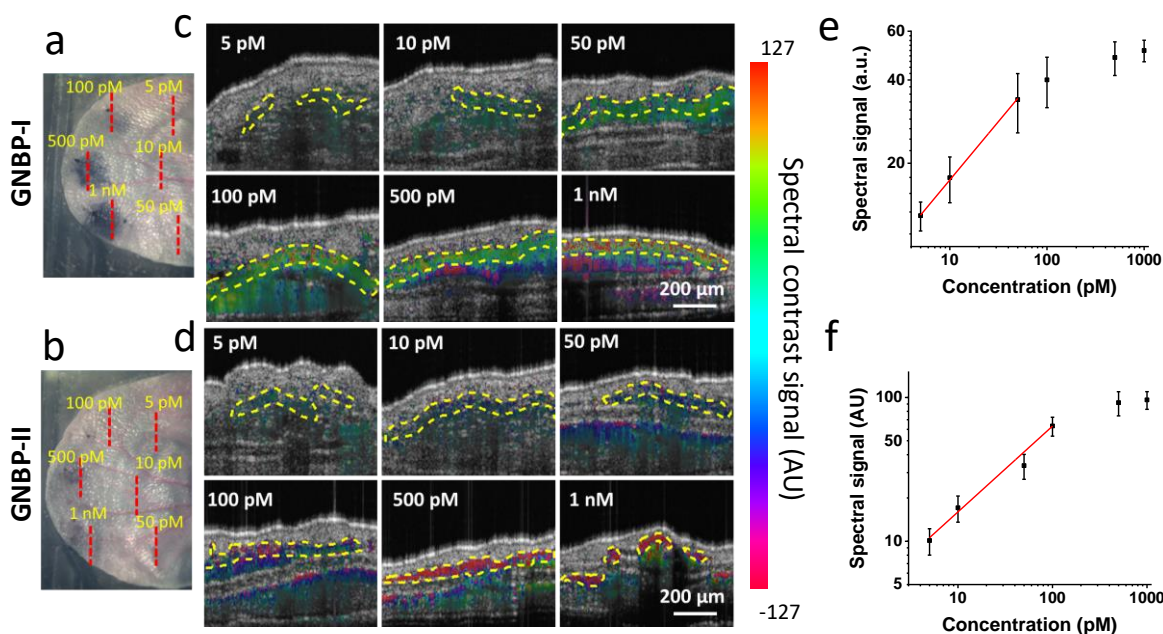 a
GNBP-I
100 pM
5 pM
500 pM
10 pM
1 nM
50 pM
c
5 pM
10 pM
50 pM
100 pM
500 pM
1 nM
200 µm
b
GNBP-II
100 pM
5 pM
500 pM
10 pM
1 nM
50 pM
d
5 pM
10 pM
50 pM
100 pM
500 pM
1 nM
200 µm
127
Spectral contrast signal (AU)
-127
e
Spectral signal (a.u.)
60
40
20
10
100
1000
Concentration (pM)
f
Spectral signal (AU)
100
50
10
5
10
100
1000
Concentration (pM)